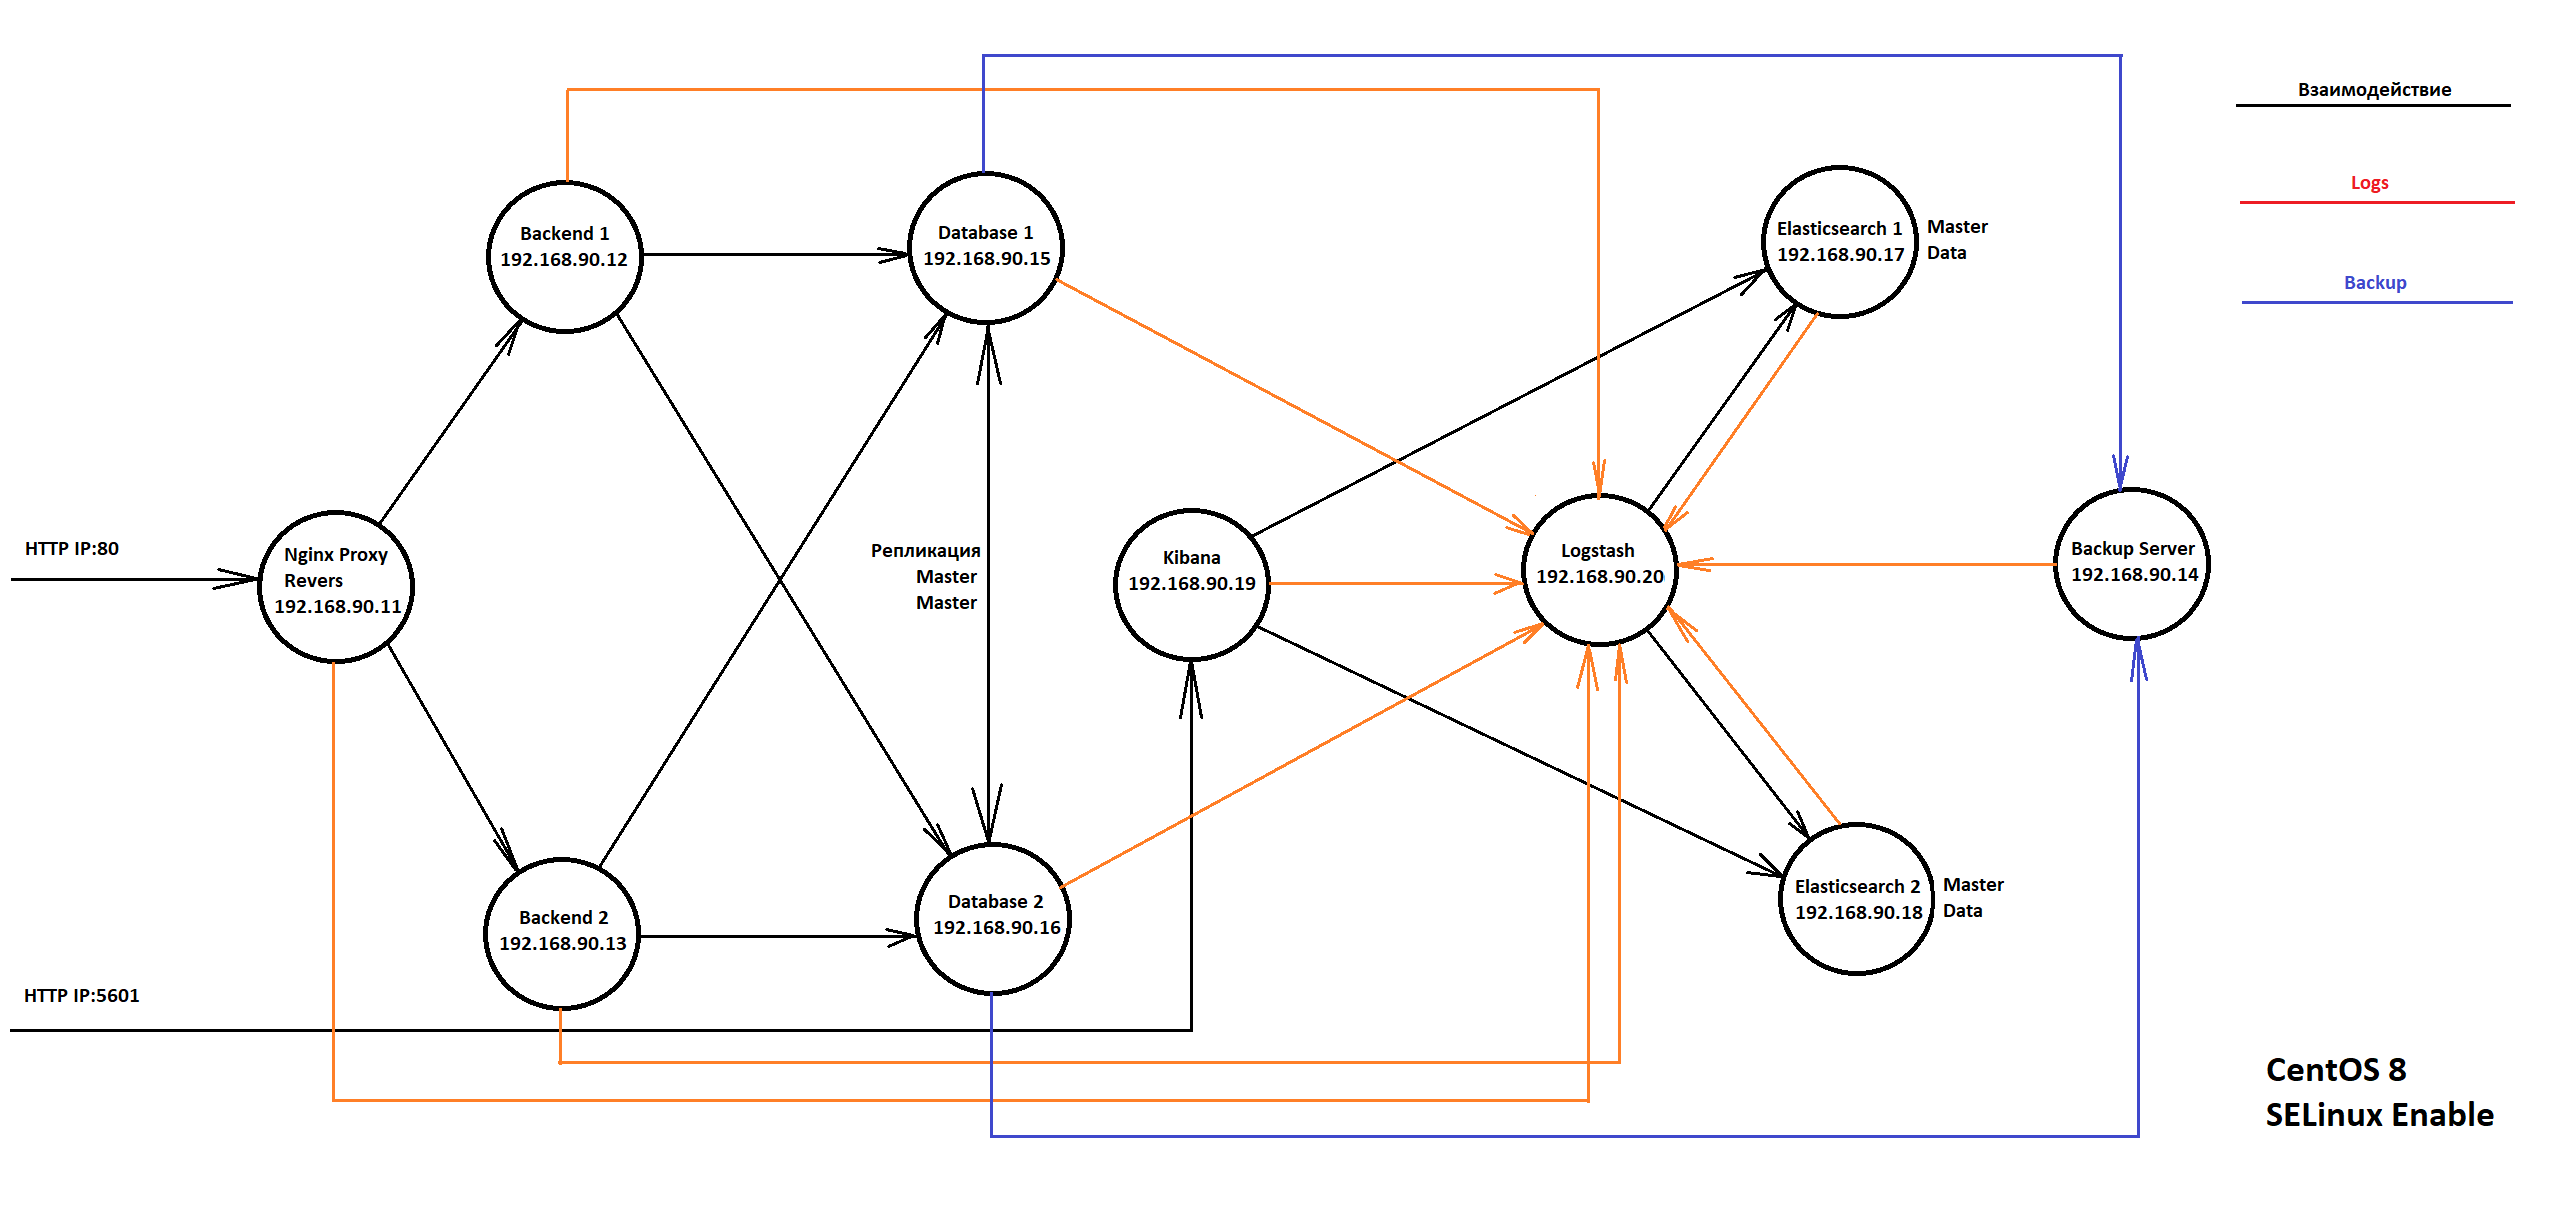 Взаимодействие
Logs
Backup
Backend 1
192.168.90.12
Database 1
192.168.90.15
Elasticsearch 1
192.168.90.17
Master
Data
HTTP IP:80
Nginx Proxy
Revers
192.168.90.11
Репликация
Master
Master
Kibana
192.168.90.19
Logstash
192.168.90.20
Backup Server
192.168.90.14
Backend 2
192.168.90.13
Database 2
192.168.90.16
Elasticsearch 2
192.168.90.18
Master
Data
HTTP IP:5601
CentOS 8
SELinux Enable